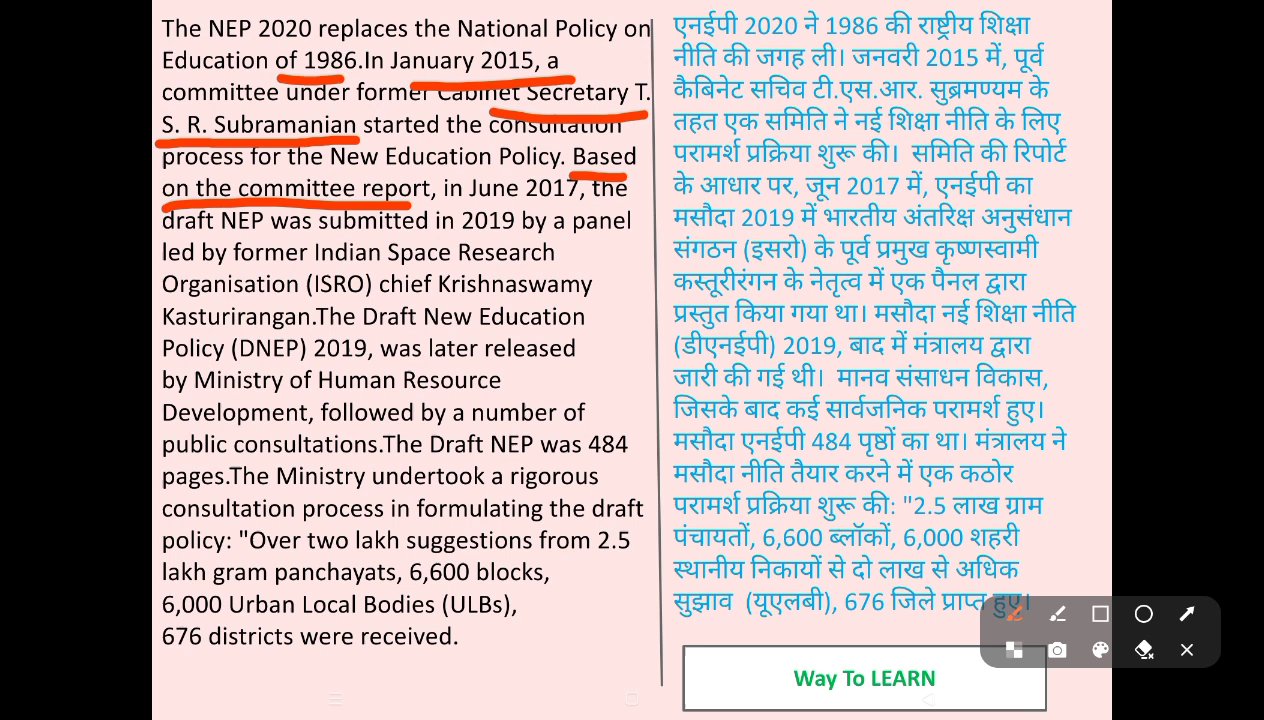 The NEP 2020 replaces the National Policy on
Education of 1986.In January 2015, a
committee under former Cabinet Secretary T.
S. R. Subramanian started the consultation
process for the New Education Policy. Based
on the committee report, in June 2017, the
draft NEP was submitted in 2019 by a panel
led by former Indian Space Research
Organisation (ISRO) chief Krishnaswamy
Kasturirangan.The Draft New Education
Policy (DNEP) 2019, was later released
by Ministry of Human Resource
Development, followed by a number of
public consultations.The Draft NEP was 484
pages.The Ministry undertook a rigorous
consultation process in formulating the draft
policy: "Over two lakh suggestions from 2.5
lakh gram panchayats, 6,600 blocks,
6,000 Urban Local Bodies (ULBs),
676 districts were received.
एनईपी 2020 ने 1986 की राष्ट्रीय शिक्षा
नीति की जगह ली। जनवरी 2015 में, पूर्व
कैबिनेट सचिव टी.एस.आर. सुब्रमण्यम के
तहत एक समिति ने नई शिक्षा नीति के लिए
परामर्श प्रक्रिया शुरू की।  समिति की रिपोर्ट
के आधार पर, जून 2017 में, एनईपी का
मसौदा 2019 में भारतीय अंतरिक्ष अनुसंधान
संगठन (इसरो) के पूर्व प्रमुख कृष्णस्वामी
कस्तूरीरंगन के नेतृत्व में एक पैनल द्वारा
प्रस्तुत किया गया था। मसौदा नई शिक्षा नीति
(डीएनईपी) 2019, बाद में मंत्रालय द्वारा
जारी की गई थी।  मानव संसाधन विकास,
जिसके बाद कई सार्वजनिक परामर्श हुए।
मसौदा एनईपी 484 पृष्ठों का था। मंत्रालय ने
मसौदा नीति तैयार करने में एक कठोर
परामर्श प्रक्रिया शुरू की: "2.5 लाख ग्राम
पंचायतों, 6,600 ब्लॉकों, 6,000 शहरी
स्थानीय निकायों से दो लाख से अधिक
सुझाव  (यूएलबी), 676 जिले प्राप्त हुए।
Way To LEARN